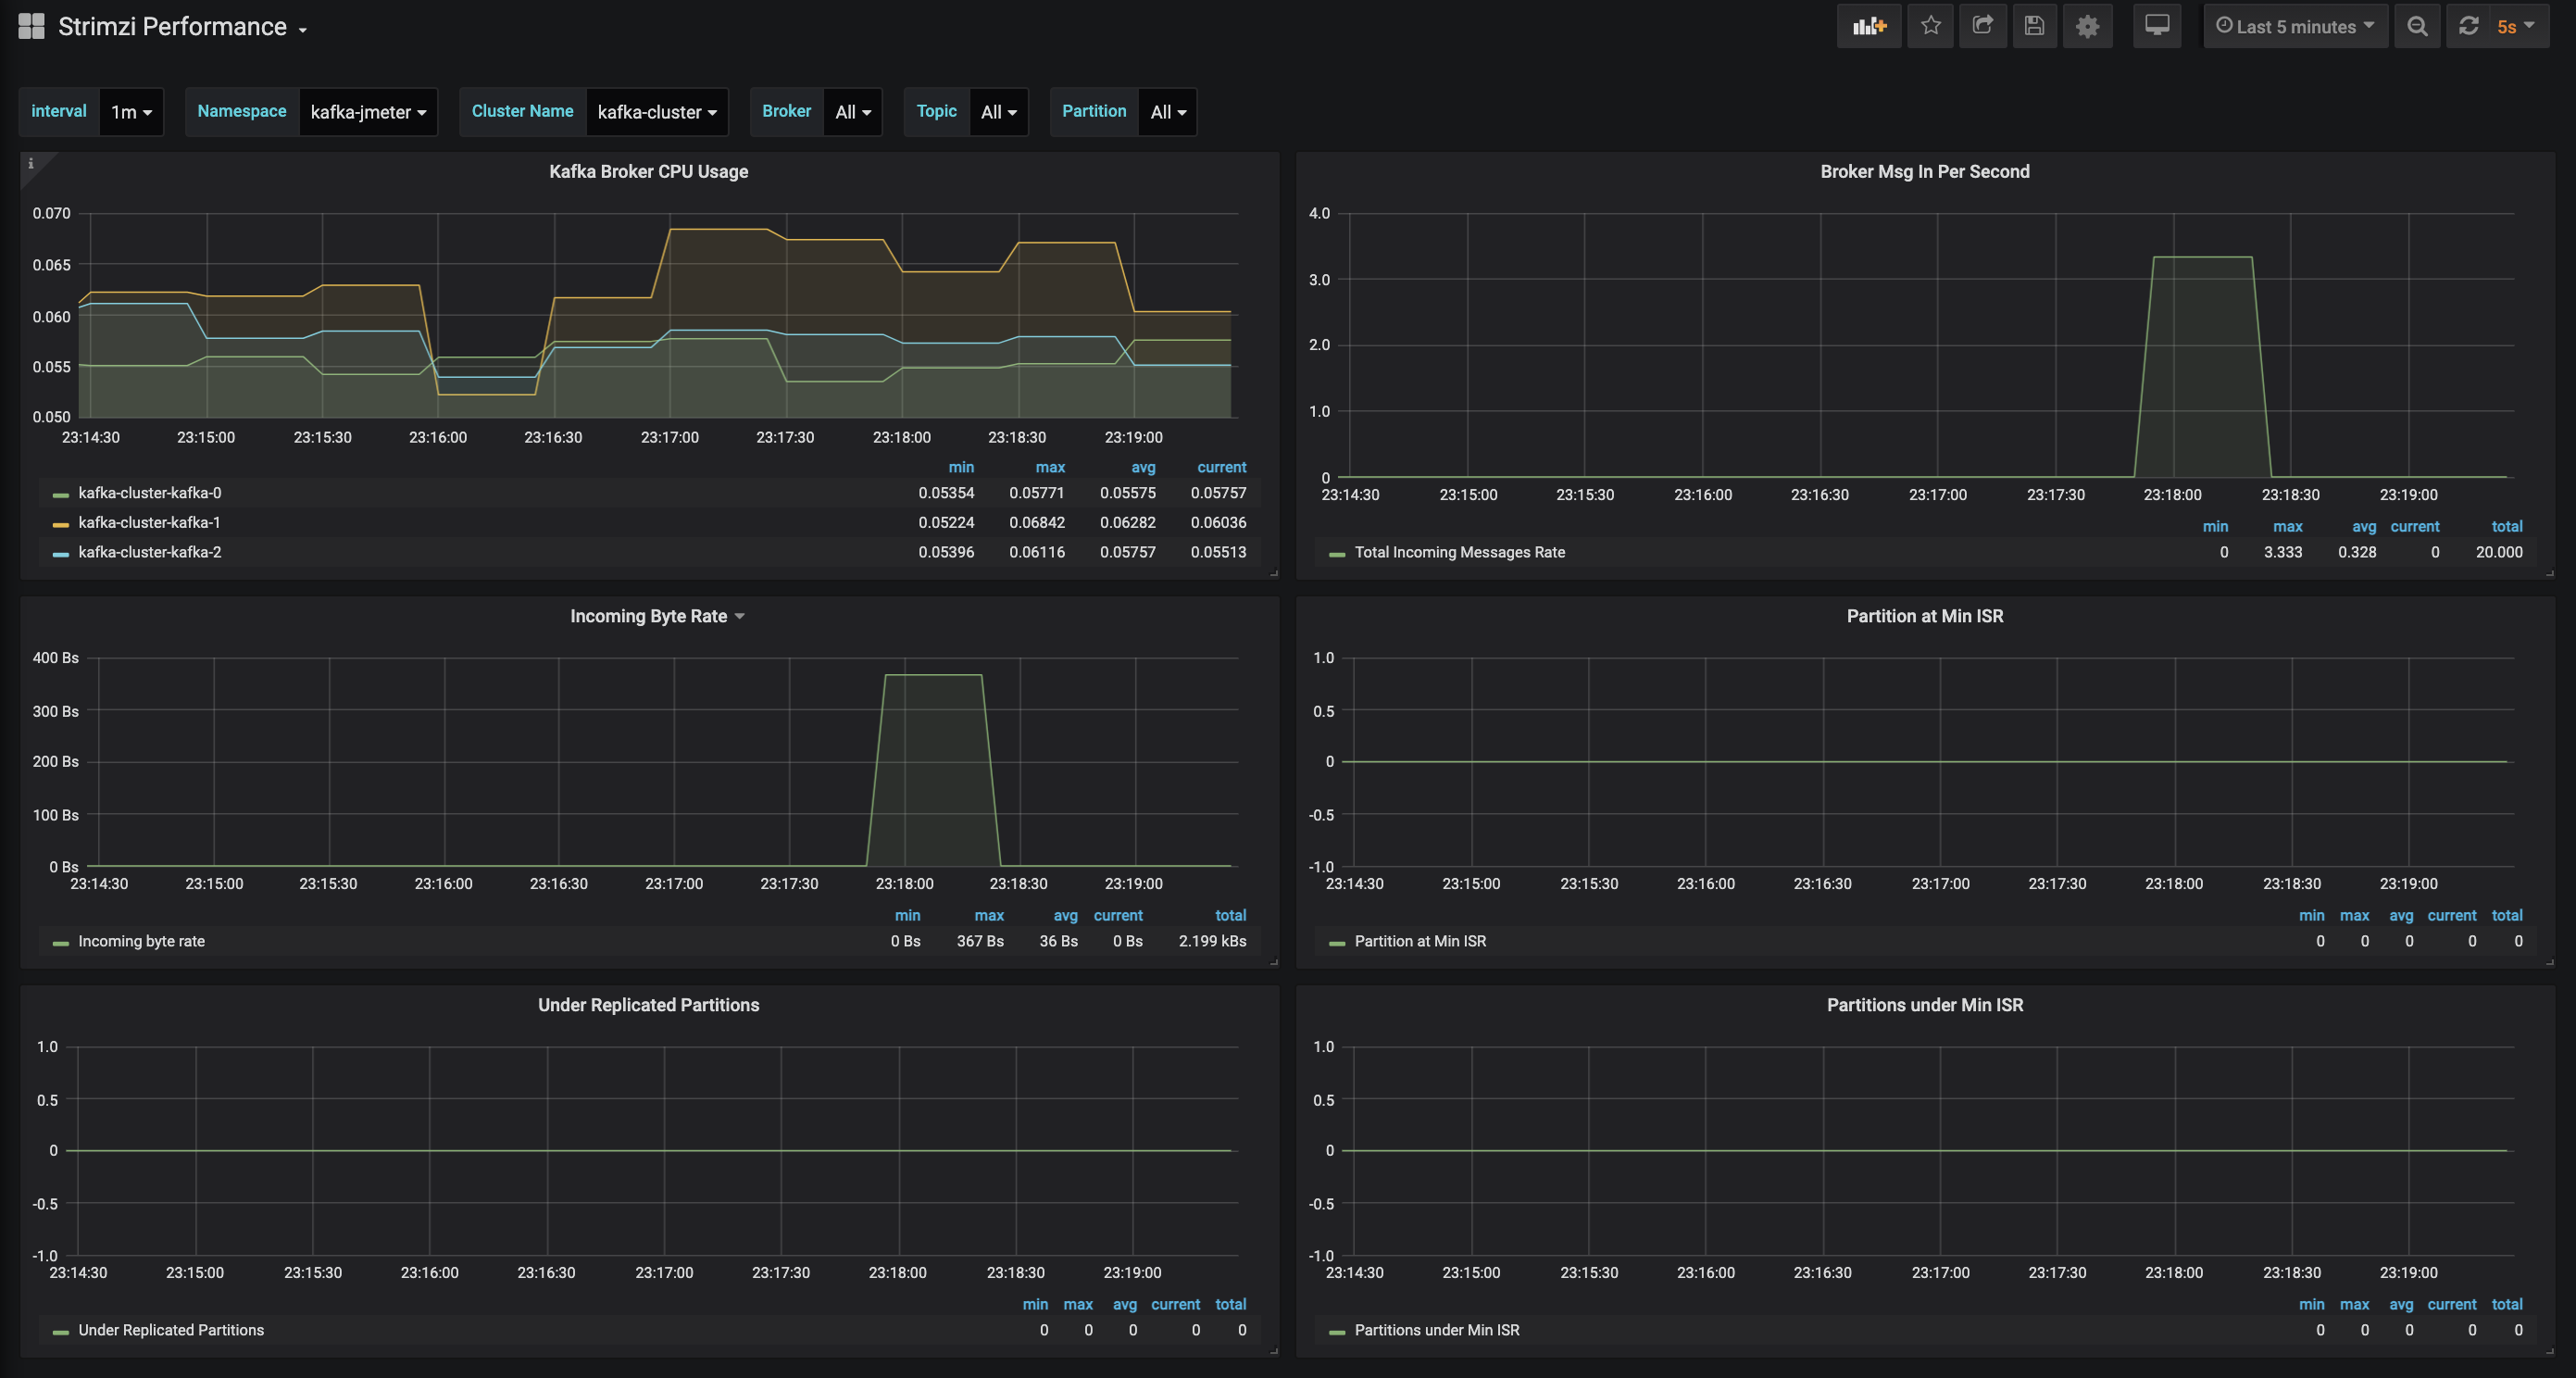 Strimzi Performance
Last 5 minutes 5s
interval 1m Namespace kafka-jmeter Cluster Name kafka-cluster Broker All Topic All Partition All
i
Kafka Broker CPU Usage
0.070
0.065
0.060
0.055
0.050
23:14:30 23:15:00 23:15:30 23:16:00 23:16:30 23:17:00 23:17:30 23:18:00 23:18:30 23:19:00
min max avg current
kafka-cluster-kafka-0 0.05354 0.05771 0.05575 0.05757
kafka-cluster-kafka-1 0.05224 0.06842 0.06282 0.06036
kafka-cluster-kafka-2 0.05396 0.06116 0.05757 0.05513
Broker Msg In Per Second
4.0
3.0
2.0
1.0
0
23:14:30 23:15:00 23:15:30 23:16:00 23:16:30 23:17:00 23:17:30 23:18:00 23:18:30 23:19:00
min max avg current total
Total Incoming Messages Rate 0 3.333 0.328 0 20.000
Incoming Byte Rate
400 Bs
300 Bs
200 Bs
100 Bs
0 Bs
23:14:30 23:15:00 23:15:30 23:16:00 23:16:30 23:17:00 23:17:30 23:18:00 23:18:30 23:19:00
min max avg current total
Incoming byte rate 0 Bs 367 Bs 36 Bs 0 Bs 2.199 kBs
Partition at Min ISR
1.0
0.5
0
-0.5
-1.0
23:14:30 23:15:00 23:15:30 23:16:00 23:16:30 23:17:00 23:17:30 23:18:00 23:18:30 23:19:00
min max avg current total
Partition at Min ISR 0 0 0 0 0
Under Replicated Partitions
1.0
0.5
0
-0.5
-1.0
23:14:30 23:15:00 23:15:30 23:16:00 23:16:30 23:17:00 23:17:30 23:18:00 23:18:30 23:19:00
min max avg current total
Under Replicated Partitions 0 0 0 0 0
Partitions under Min ISR
1.0
0.5
0
-0.5
-1.0
23:14:30 23:15:00 23:15:30 23:16:00 23:16:30 23:17:00 23:17:30 23:18:00 23:18:30 23:19:00
min max avg current total
Partitions under Min ISR 0 0 0 0 0